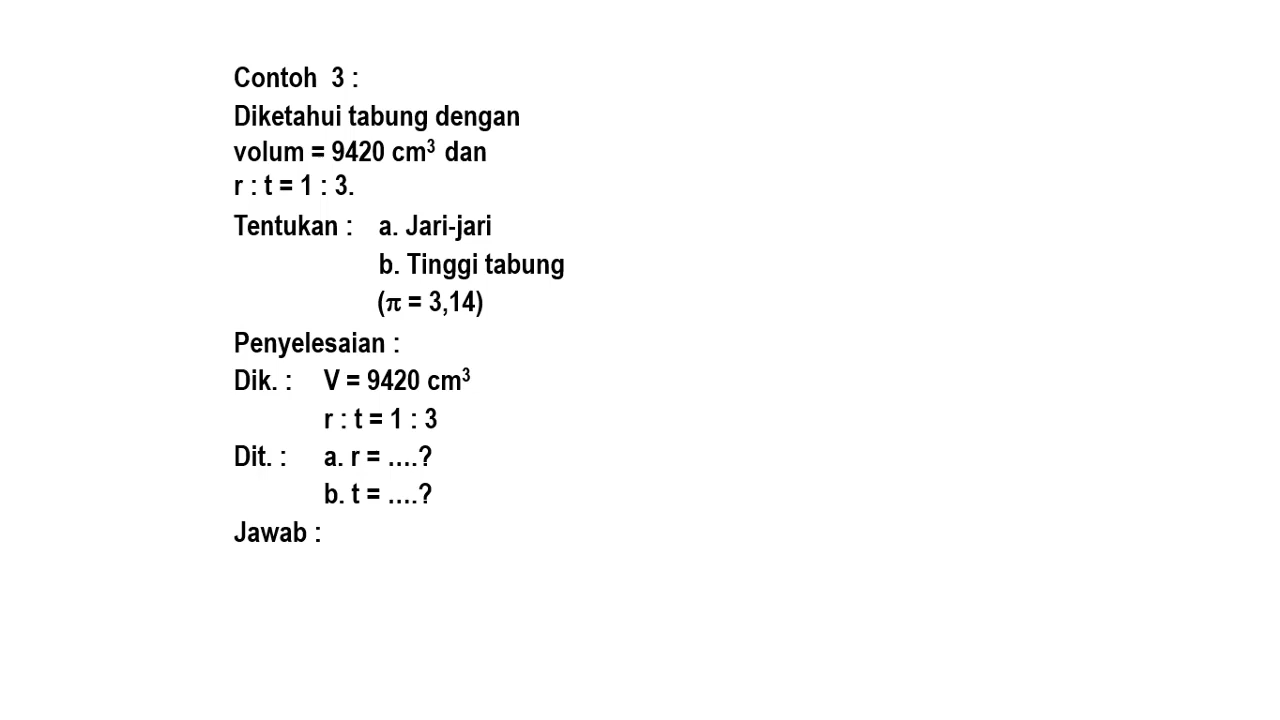 Contoh 3 :
Diketahui tabung dengan
volum = 9420 cm³ dan
r : t = 1 : 3.
Tentukan : a. Jari-jari
b. Tinggi tabung
(π = 3,14)
Penyelesaian :
Dik. : V = 9420 cm³
r : t = 1 : 3
Dit. : a. r = ....?
b. t = ....?
Jawab :